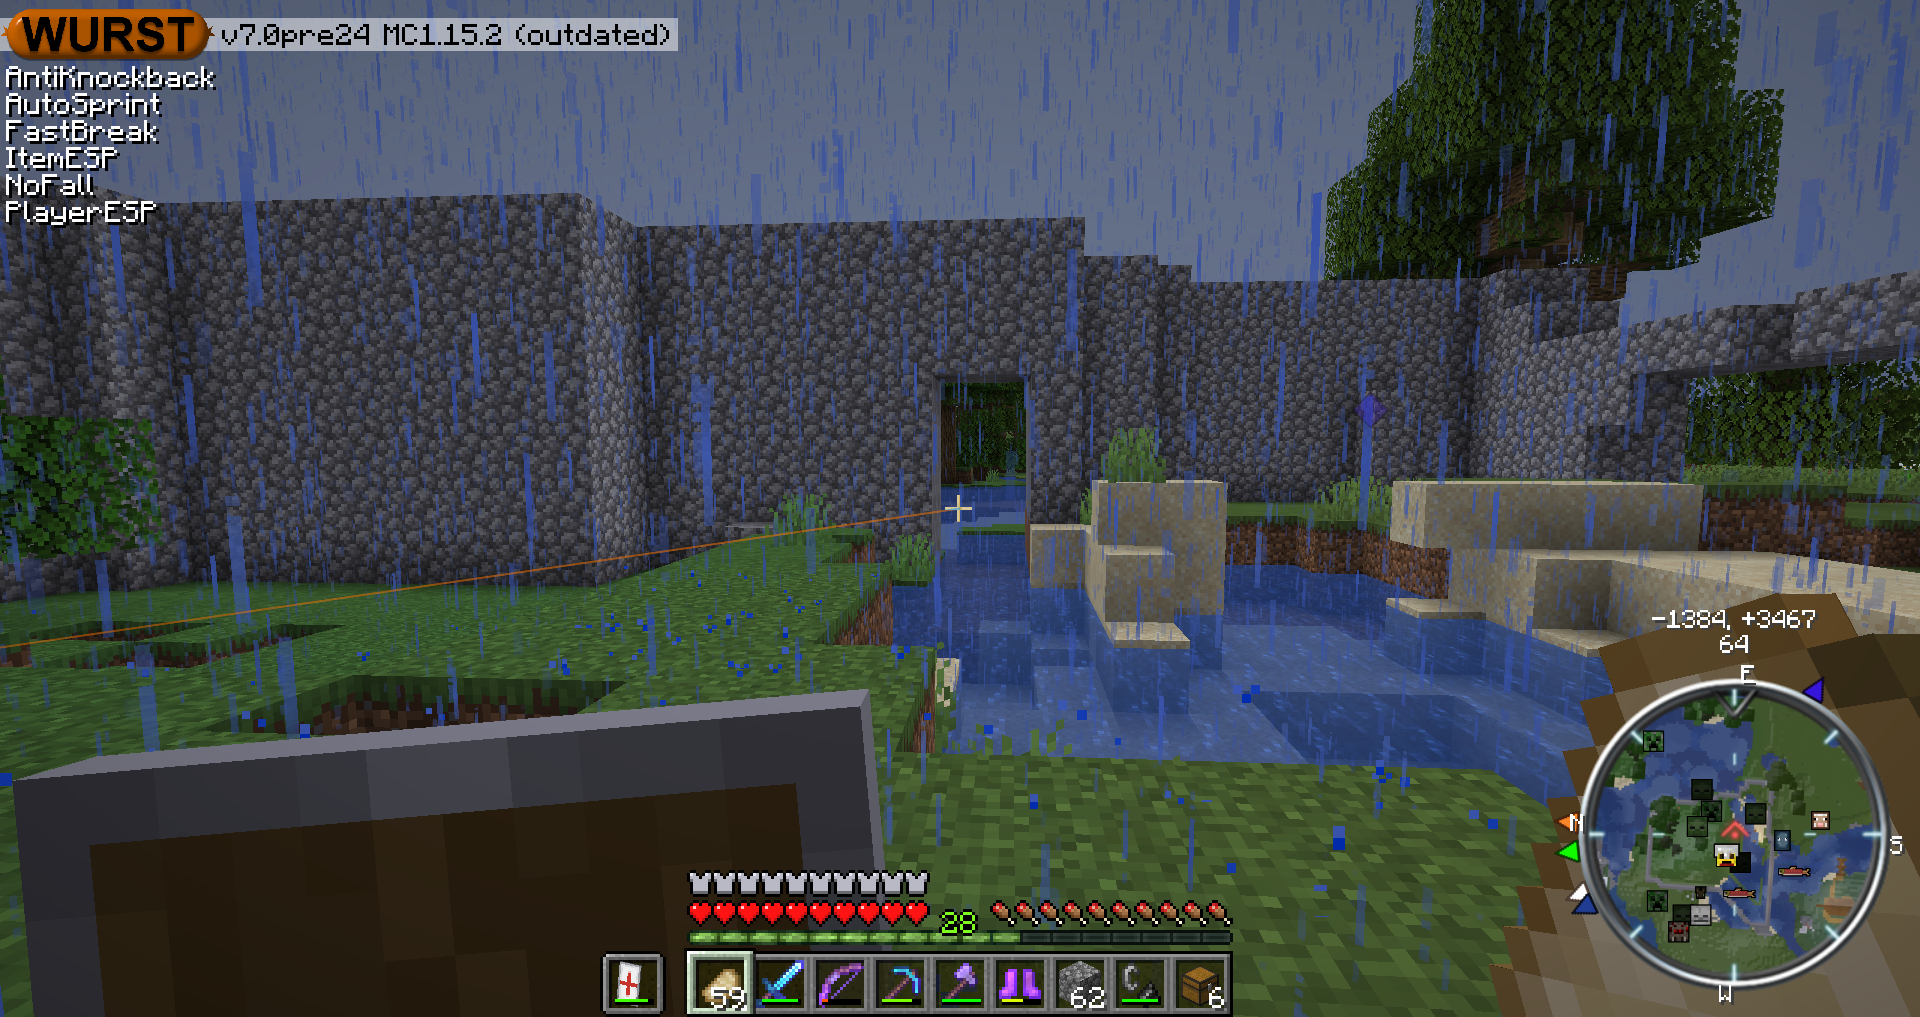 WURST v7.0pre24 MC1.15.2 (outdated)
AntiKnockback
AutoSprint
FastBreak
ItemESP
NoFall
PlayerESP
-1384, +3467
64
E
N
S
W
28
59
62
6